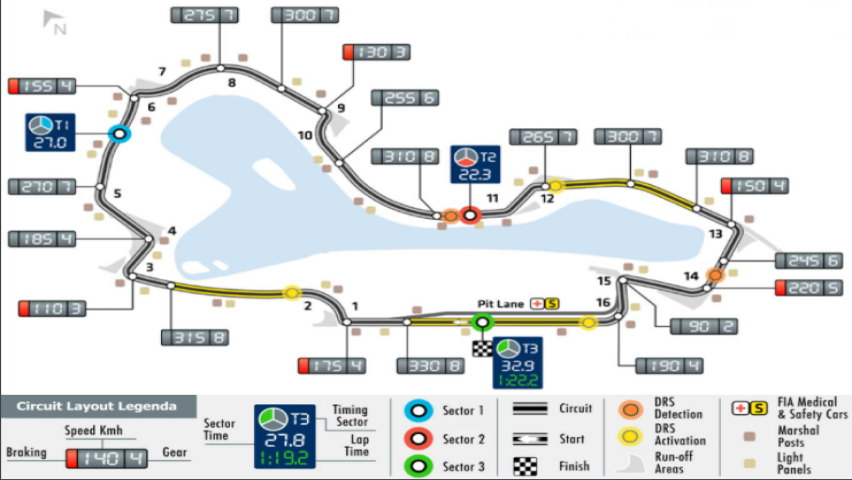 N
275 7
300 7
130 3
155 4
7
8
9
6
255 6
T1
27.0
10
310 8
T2
22.3
265 7
300 7
310 8
150 4
270 7
5
11
12
185 4
4
13
245 6
3
14
220 5
15
110 3
2
1
Pit Lane + S
16
315 8
90 2
175 4
330 8
T3
32.9
1:22.2
190 4
Circuit Layout Legenda
Speed Kmh
Braking
140 4
Gear
Sector
Time
T3
27.8
1:19.2
Timing
Sector
Lap
Time
Sector 1
Sector 2
Sector 3
Circuit
Start
Finish
DRS
Detection
DRS
Activation
Run-off
Areas
+ S
FIA Medical
& Safety Cars
Marshal
Posts
Light
Panels